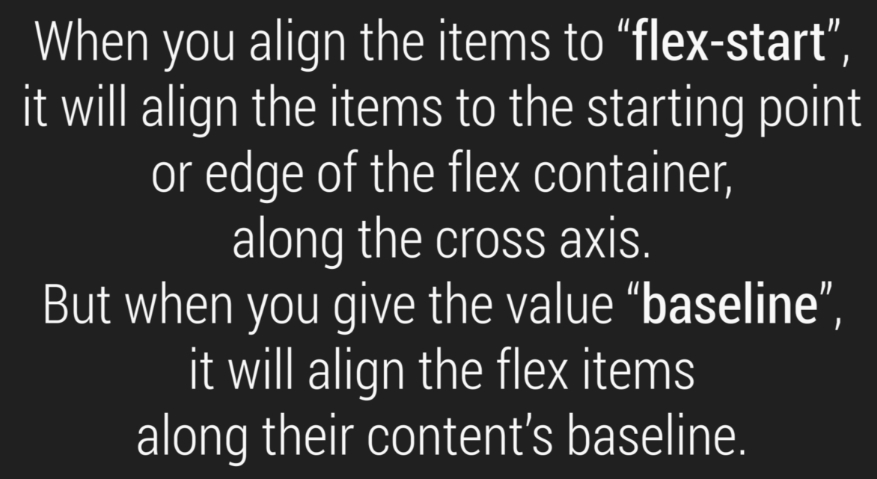 When you align the items to “flex-start”,
it will align the items to the starting point
or edge of the flex container,
along the cross axis.
But when you give the value “baseline”,
it will align the flex items
along their content’s baseline.